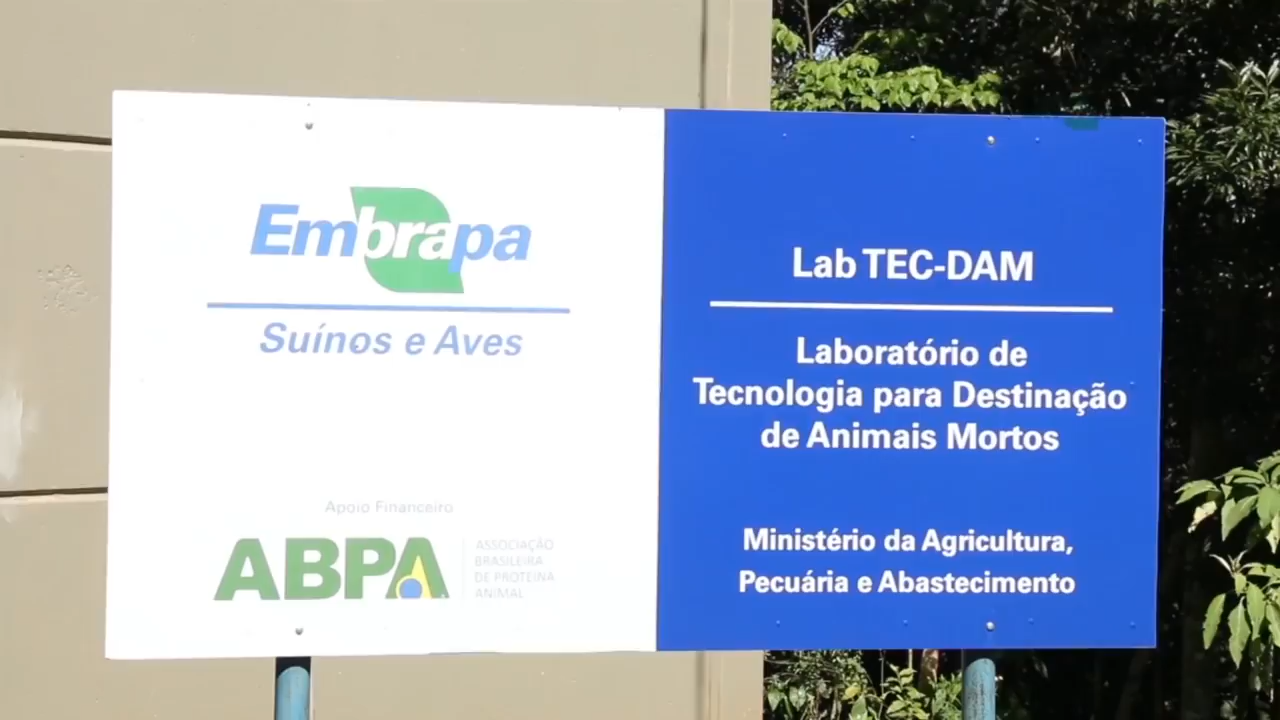 Embrapa
Suínos e Aves
Apoio Financeiro
ABPA
ASSOCIAÇÃO
BRASILEIRA
DE PROTEÍNA
ANIMAL
Lab TEC-DAM
Laboratório de
Tecnologia para Destinação
de Animais Mortos
Ministério da Agricultura,
Pecuária e Abastecimento